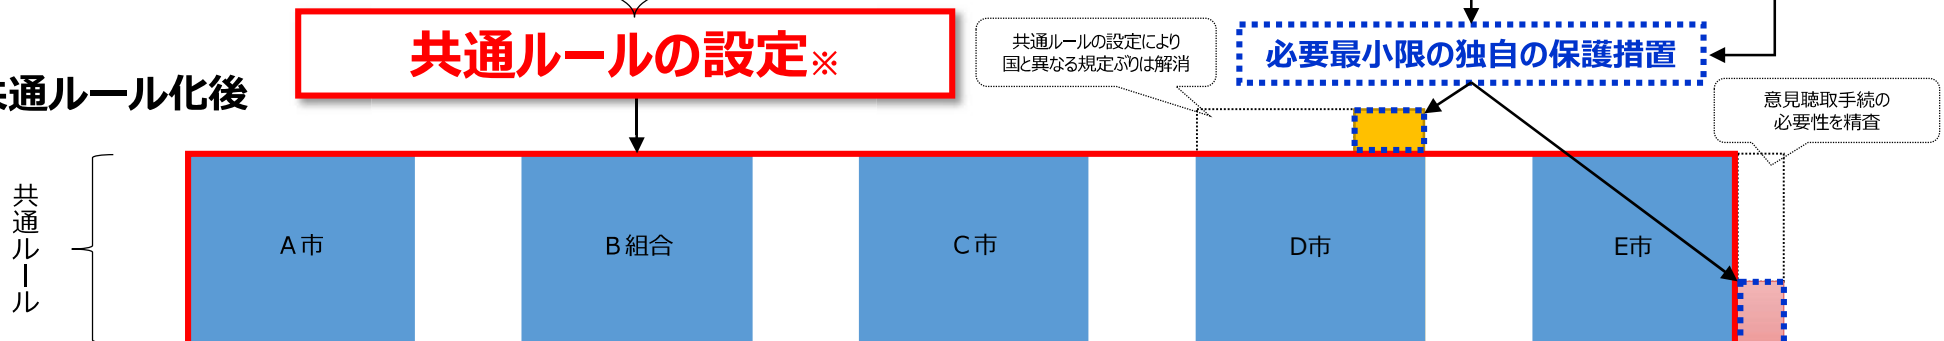 共通ルールの設定※
共通ルールの設定により
国と異なる規定ぶりは解消
必要最小限の独自の保護措置
意見聴取手続の
必要性を精査
共通ルール化後
共通ルール
A市
B組合
C市
D市
E市